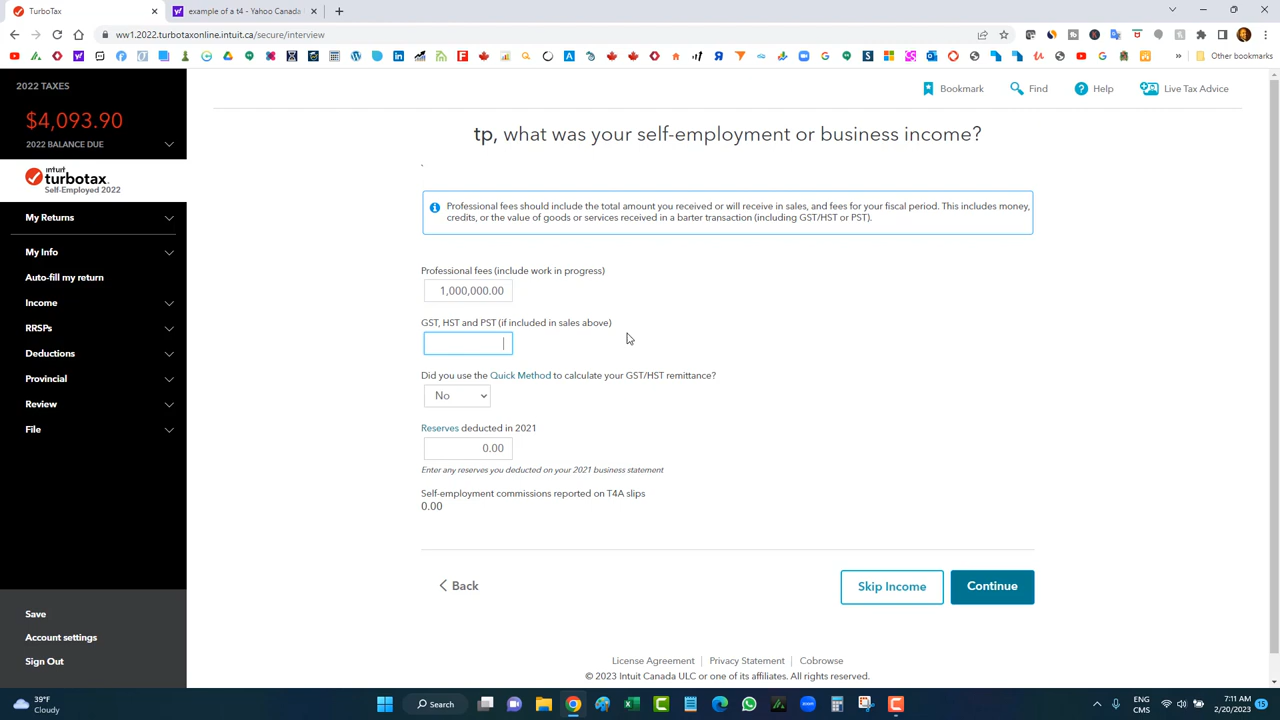 TurboTax
example of a t4 - Yahoo Canada
ww1.2022.turbotaxonline.intuit.ca/secure/interview
Other bookmarks
2022 TAXES
$4,093.90
2022 BALANCE DUE
intuit
turbotax
Self-Employed 2022
My Returns
My Info
Auto-fill my return
Income
RRSPs
Deductions
Provincial
Review
File
Save
Account settings
Sign Out
Bookmark
Find
Help
Live Tax Advice
tp, what was your self-employment or business income?
.
Professional fees should include the total amount you received or will receive in sales, and fees for your fiscal period. This includes money,
credits, or the value of goods or services received in a barter transaction (including GST/HST or PST).
Professional fees (include work in progress)
1,000,000.00
GST, HST and PST (if included in sales above)
Did you use the Quick Method to calculate your GST/HST remittance?
No
Reserves deducted in 2021
0.00
Enter any reserves you deducted on your 2021 business statement
Self-employment commissions reported on T4A slips
0.00
Back
Skip Income
Continue
License Agreement | Privacy Statement | Cobrowse
© 2023 Intuit Canada ULC or one of its affiliates. All rights reserved.
39°F
Cloudy
Search
ENG
CMS
7:11 AM
2/20/2023
15